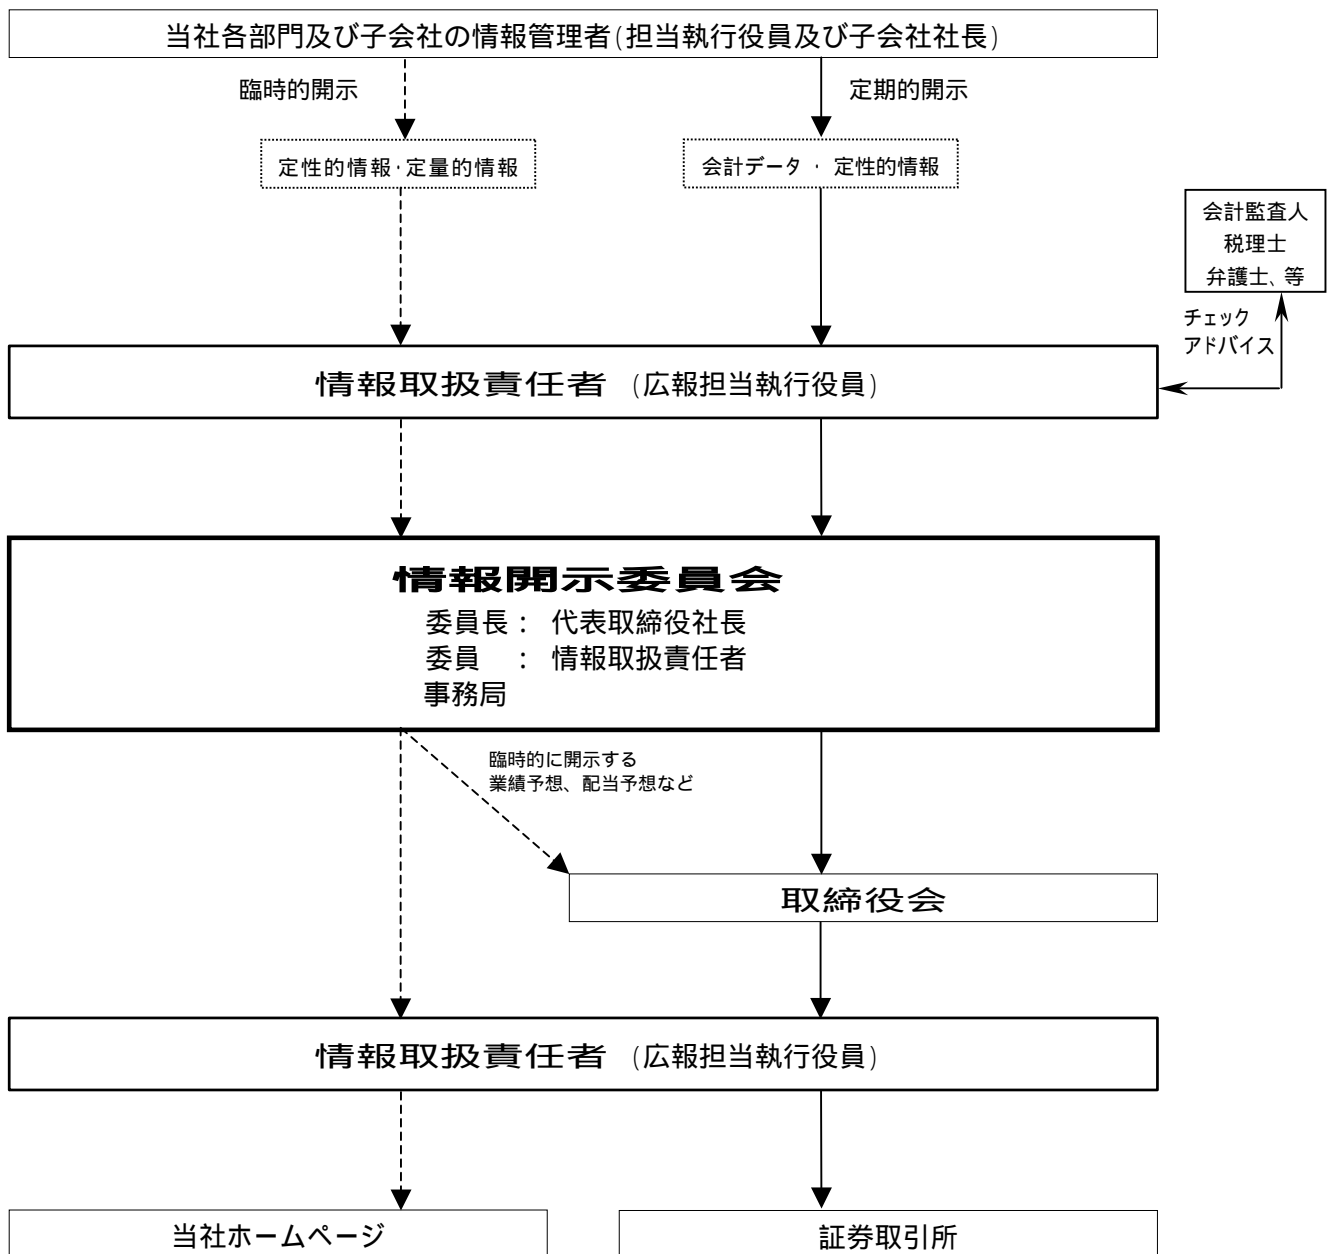 当社各部門及び子会社の情報管理者(担当執行役員及び子会社社長)
臨時的開示
定期的開示
定性的情報・定量的情報
会計データ ・ 定性的情報
会計監査人
税理士
弁護士、等
チェック
アドバイス
情報取扱責任者 (広報担当執行役員)
情報開示委員会
委員長: 代表取締役社長
委員 : 情報取扱責任者
事務局
臨時的に開示する
業績予想、配当予想など
取締役会
情報取扱責任者 (広報担当執行役員)
当社ホームページ
証券取引所